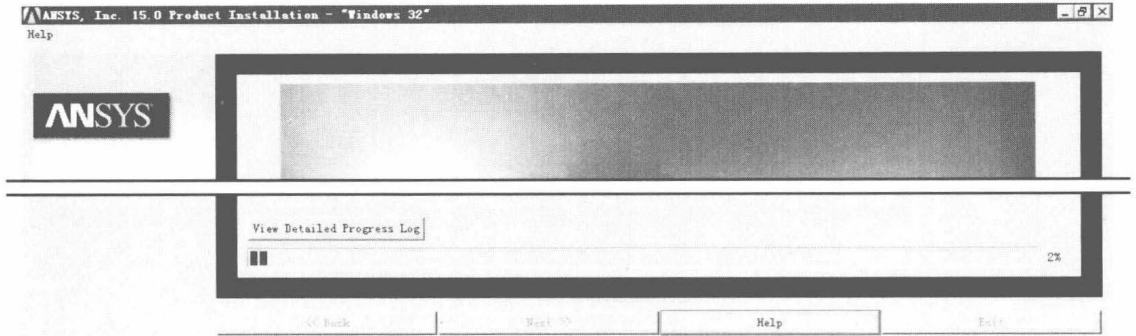 ANSYS, Inc. 15.0 Product Installation - "Windows 32"
Help
ANSYS
View Detailed Progress Log
2%
<< Back Next >> Help Exit